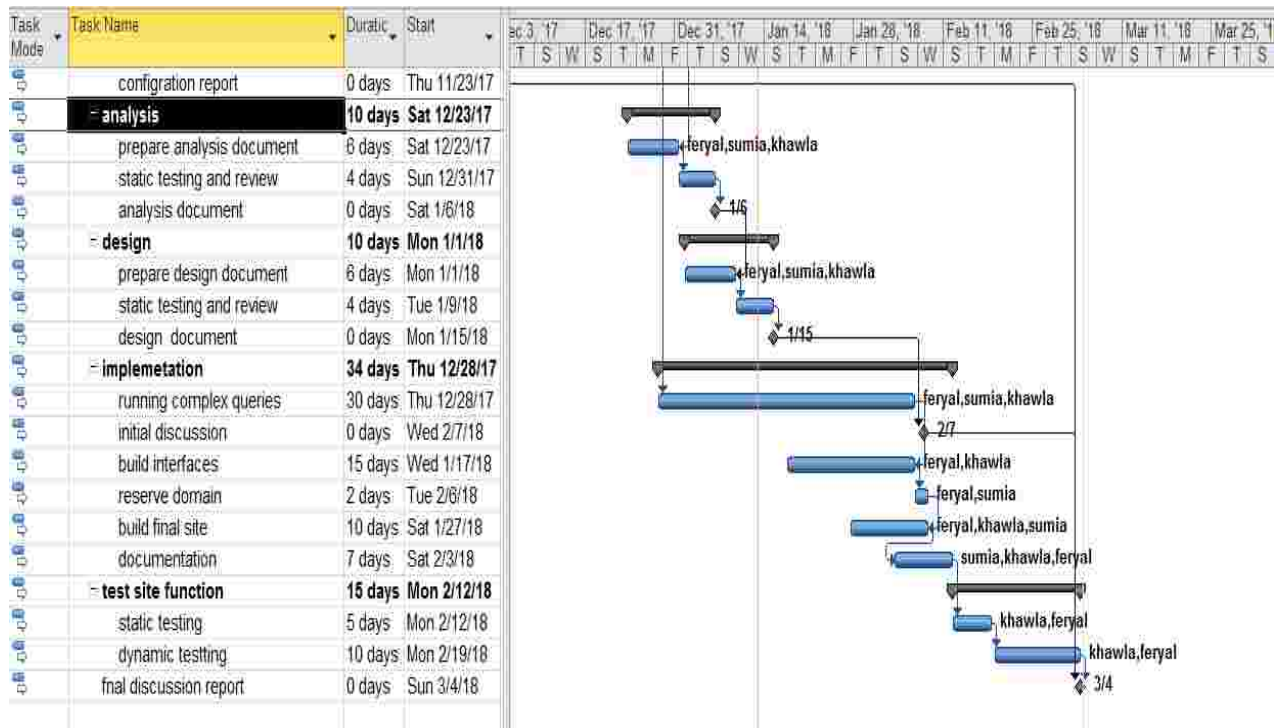 Task Mode Task Name Duratic Start
ec 3, '17 Dec 17, '17 Dec 31, '17 Jan 14, '18 Jan 28, '18 Feb 11, '18 Feb 25, '18 Mar 11, '18 Mar 25, '1
T S W S T M F T S W S T M F T S W S T M F T S W S T M F T S
configration report 0 days Thu 11/23/17
analysis 10 days Sat 12/23/17
prepare analysis document 6 days Sat 12/23/17 feryal,sumia,khawla
static testing and review 4 days Sun 12/31/17
analysis document 0 days Sat 1/6/18 1/6
design 10 days Mon 1/1/18
prepare design document 6 days Mon 1/1/18 feryal,sumia,khawla
static testing and review 4 days Tue 1/9/18
design document 0 days Mon 1/15/18 1/15
implemetation 34 days Thu 12/28/17
running complex queries 30 days Thu 12/28/17 feryal,sumia,khawla
initial discussion 0 days Wed 2/7/18 2/7
build interfaces 15 days Wed 1/17/18 feryal,khawla
reserve domain 2 days Tue 2/6/18 feryal,sumia
build final site 10 days Sat 1/27/18 feryal,khawla,sumia
documentation 7 days Sat 2/3/18 sumia,khawla,feryal
test site function 15 days Mon 2/12/18
static testing 5 days Mon 2/12/18 khawla,feryal
dynamic testting 10 days Mon 2/19/18 khawla,feryal
fnal discussion report 0 days Sun 3/4/18 3/4